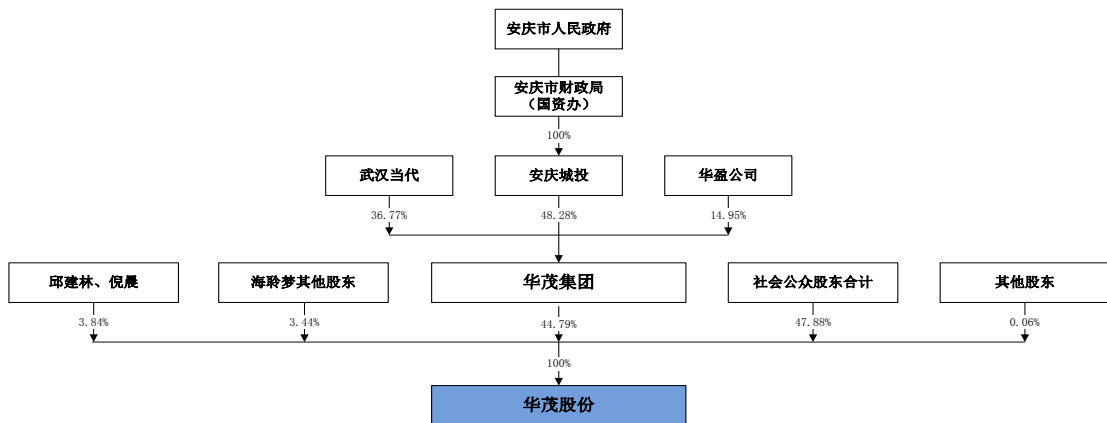 安庆市人民政府
安庆市财政局
（国资办）
100%
武汉当代
安庆城投
华盈公司
36.77%
48.28%
14.95%
邱建林、倪晨
海聆梦其他股东
华茂集团
社会公众股东合计
其他股东
3.84%
3.44%
44.79%
47.88%
0.06%
100%
华茂股份